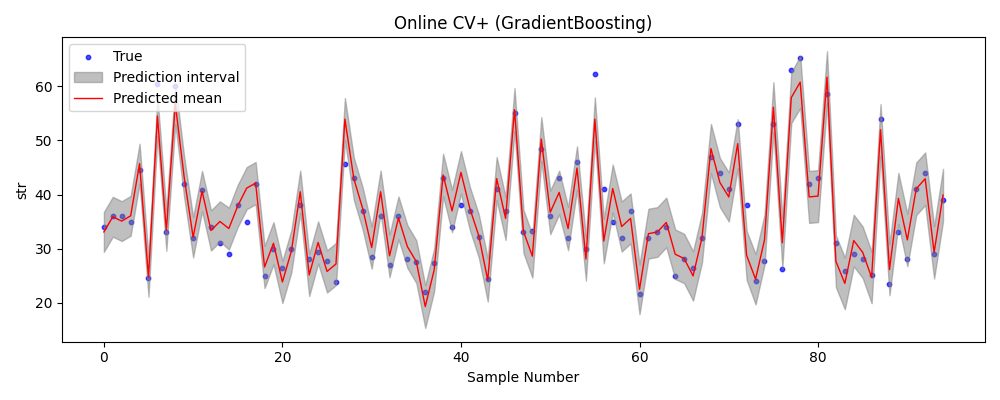 Online CV+ (GradientBoosting)
True
Prediction interval
Predicted mean
str
60
50
40
30
20
0
20
40
60
80
Sample Number